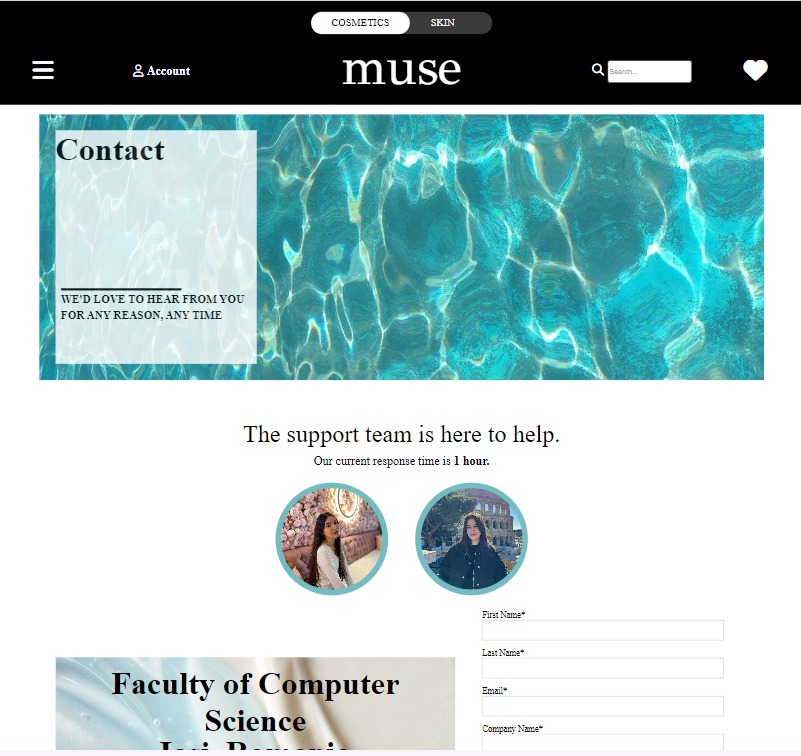 COSMETICS SKIN
Account muse Search...
Contact
WE'D LOVE TO HEAR FROM YOU
FOR ANY REASON, ANY TIME
The support team is here to help.
Our current response time is 1 hour.
First Name*
Last Name*
Email*
Company Name*
Faculty of Computer
Science
Iasi, Romania